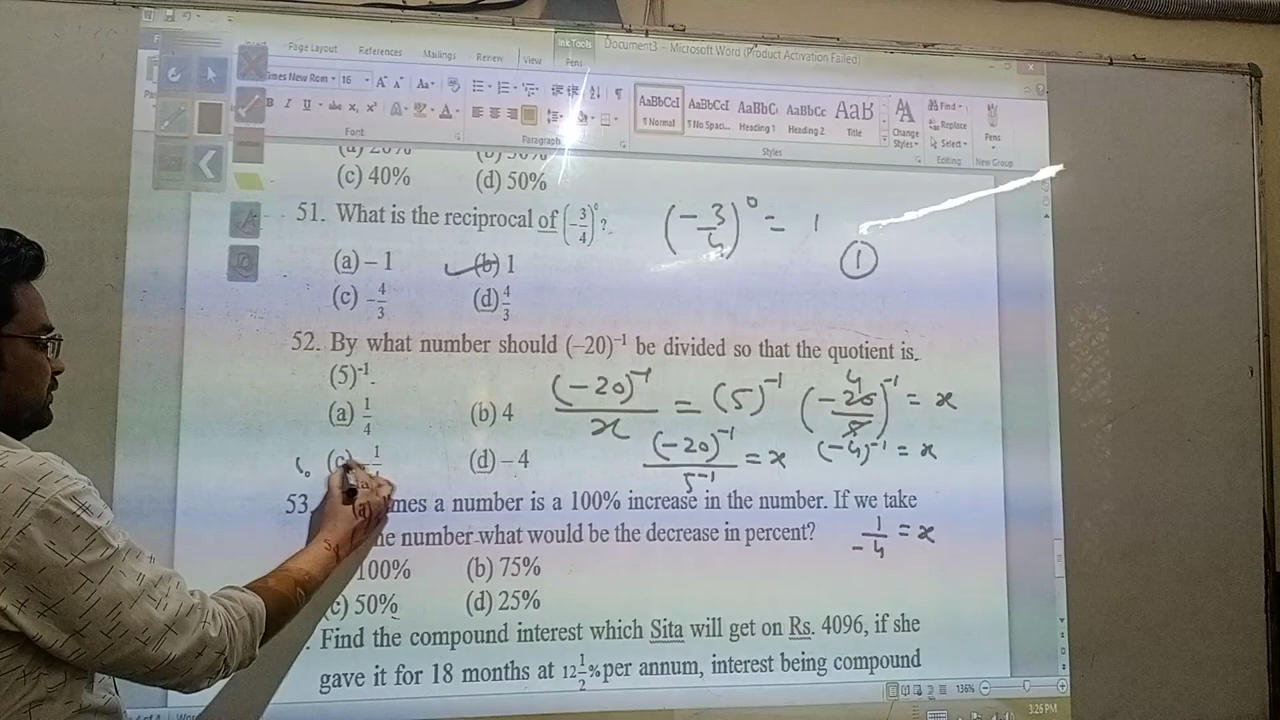 Document3 - Microsoft Word (Product Activation Failed)
Ink Tools
Page Layout References Mailings Review View Pens
Times New Rom 16
AaBbCcI AaBbCcI AaBbC AaBbCc AaB
¶ Normal ¶ No Spaci... Heading 1 Heading 2 Title
Change Styles
Find
Replace
Select
Pens
Font Paragraph Styles Editing New Group
(c) 40% (d) 50%
51. What is the reciprocal of (-3/4)⁰? (-3/4)⁰ = 1
(a) – 1 (b) 1 1
(c) -4/3 (d) 4/3
52. By what number should (–20)⁻¹ be divided so that the quotient is
(5)⁻¹. (-20)⁻¹/x = (5)⁻¹ (-20/5)⁻¹ = x
(a) 1/4 (b) 4
(c) (d) – 4 (-20)⁻¹/5⁻¹ = x (-4)⁻¹ = x
53. a number is a 100% increase in the number. If we take
number what would be the decrease in percent? 1/-4 = x
100% (b) 75%
(c) 50% (d) 25%
. Find the compound interest which Sita will get on Rs. 4096, if she
gave it for 18 months at 12 1/2 % per annum, interest being compound
136%
3:26 PM